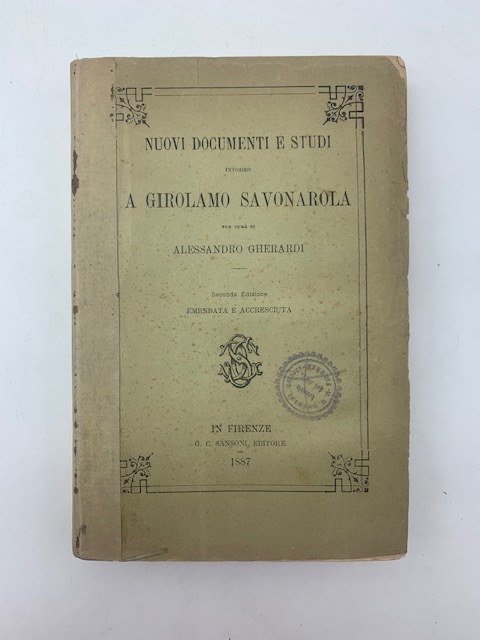 NUOVI DOCUMENTI E STUDI
INTORNO
A GIROLAMO SAVONAROLA
PER CURA DI
ALESSANDRO GHERARDI
Seconda Edizione
EMENDATA E ACCRESCIUTA
IN FIRENZE
G. C. SANSONI, EDITORE
1887